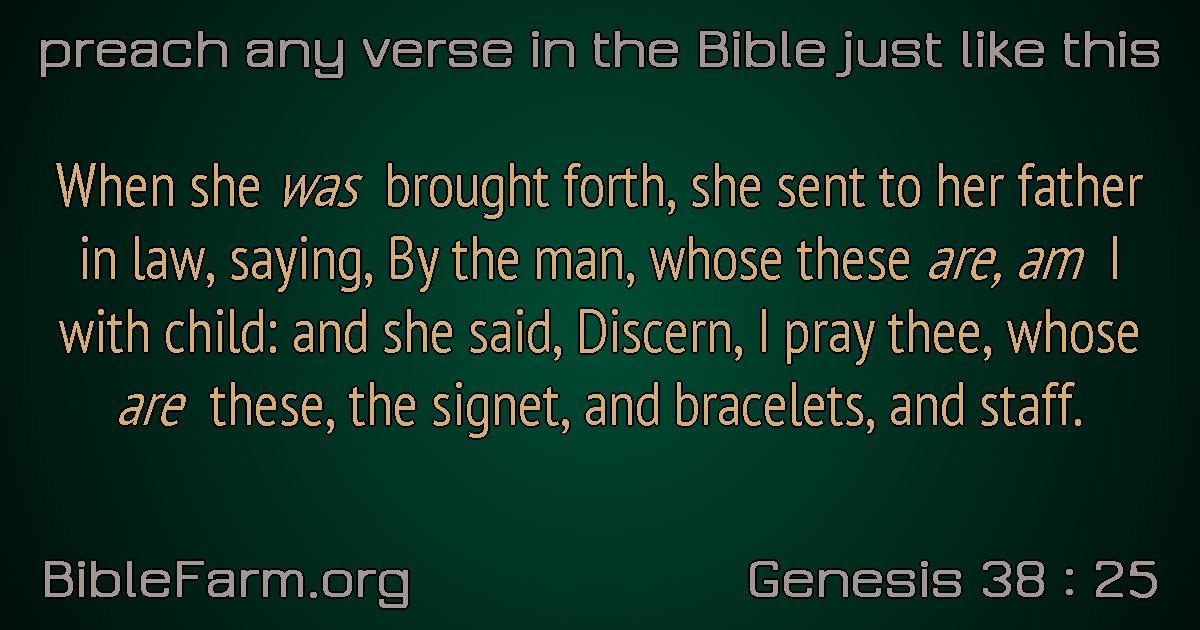 preach any verse in the Bible just like this
When she was brought forth, she sent to her father
in law, saying, By the man, whose these are, am I
with child: and she said, Discern, I pray thee, whose
are these, the signet, and bracelets, and staff.
BibleFarm.org
Genesis 38 : 25